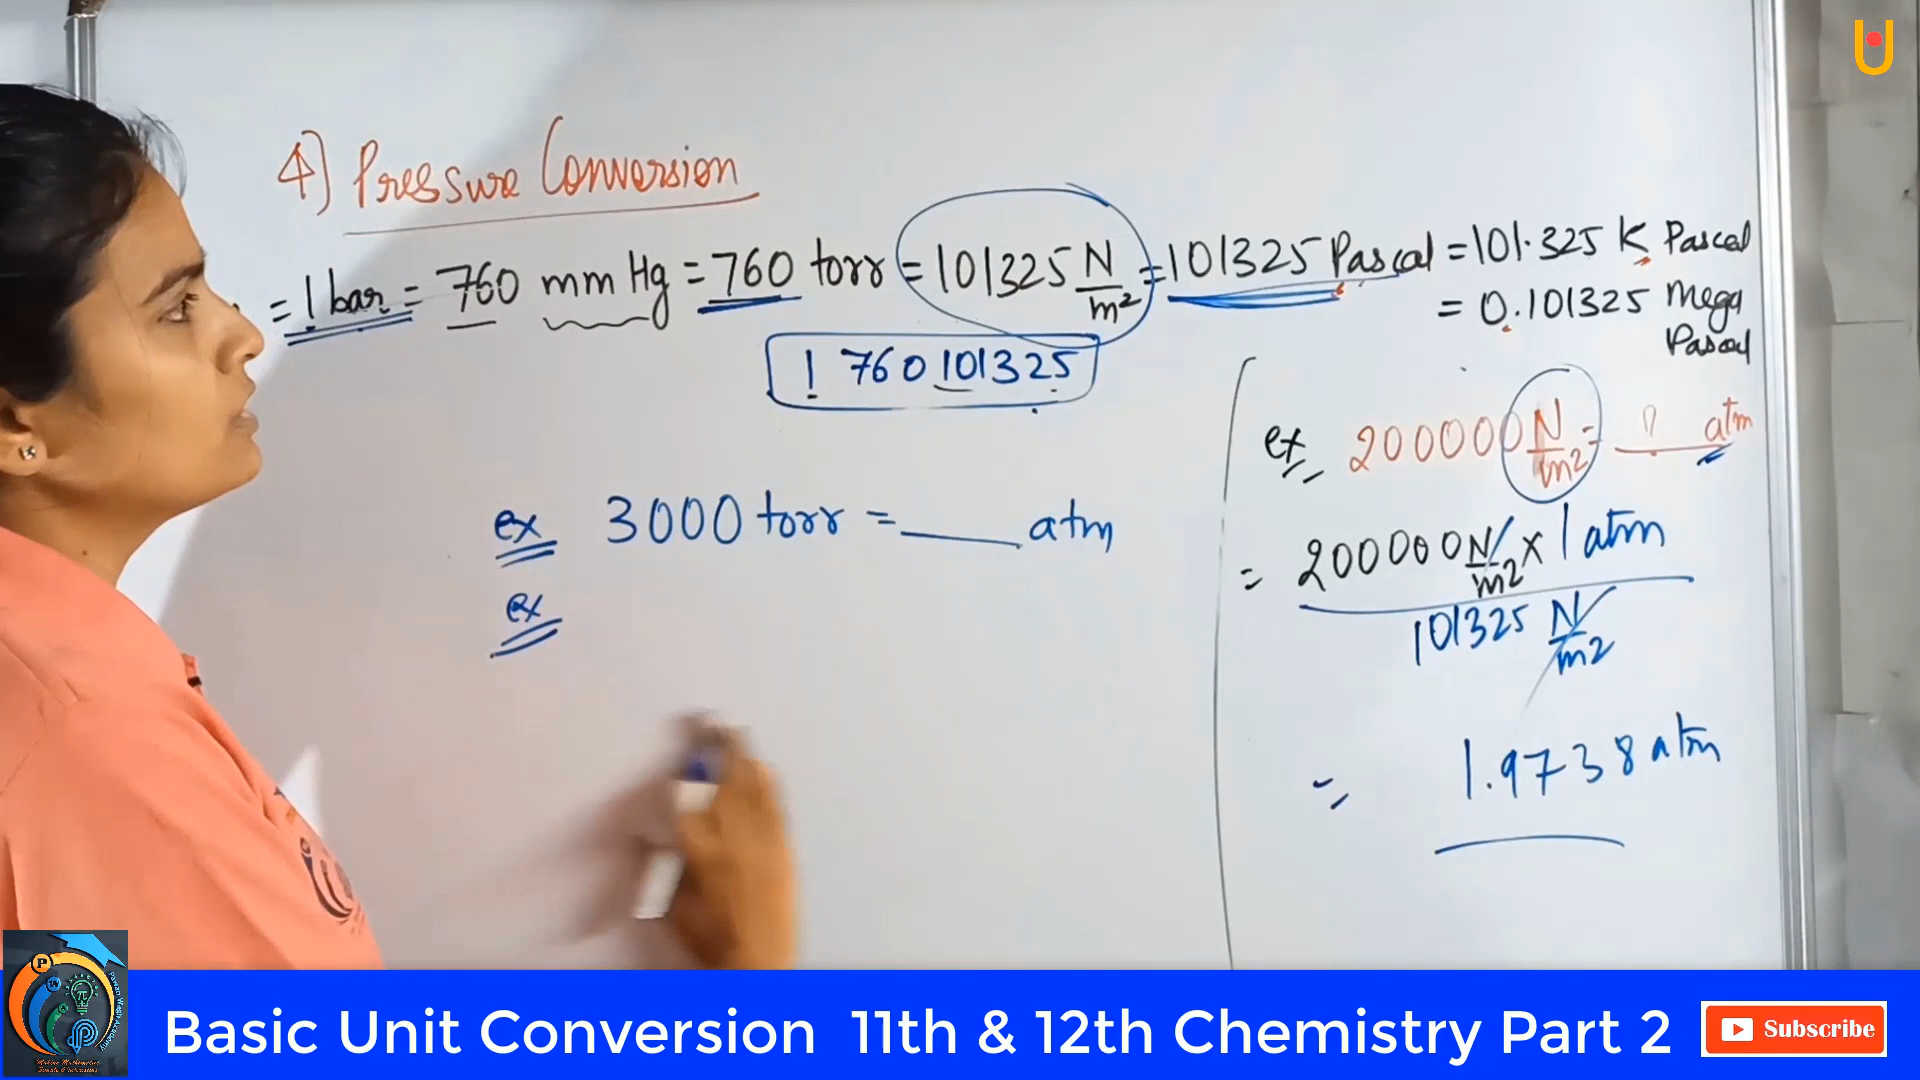 4) Pressure Conversion
= 1 bar = 760 mm Hg = 760 torr = 101325 N/m² = 101325 Pascal = 101.325 K Pascal
= 0.101325 Mega Pascal
1 760 101325
ex 3000 torr = ___ atm
ex
ex 200000 N/m² = ___ atm
= 200000 N/m² x 1 atm
101325 N/m²
= 1.9738 atm
Basic Unit Conversion 11th & 12th Chemistry Part 2
Subscribe